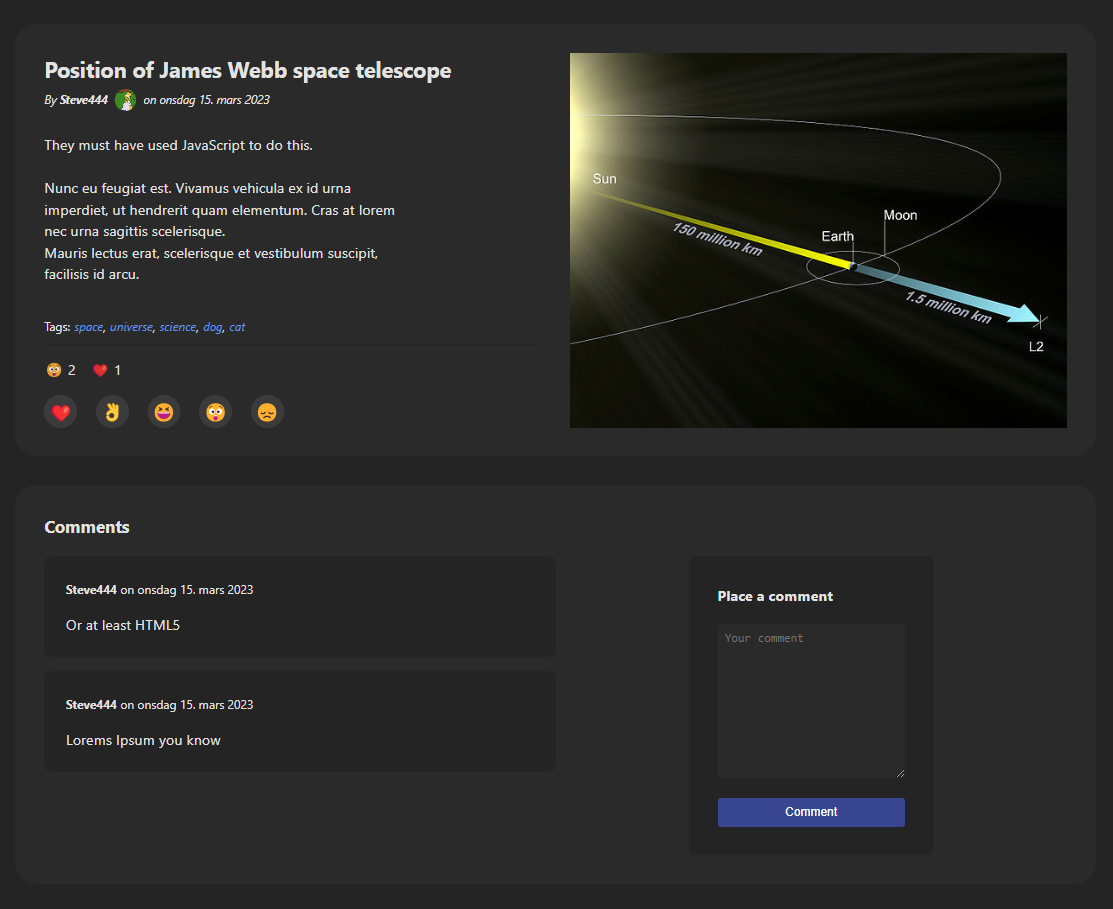 Position of James Webb space telescope
By Steve444 on onsdag 15. mars 2023
They must have used JavaScript to do this.
Nunc eu feugiat est. Vivamus vehicula ex id urna
imperdiet, ut hendrerit quam elementum. Cras at lorem
nec urna sagittis scelerisque.
Mauris lectus erat, scelerisque et vestibulum suscipit,
facilisis id arcu.
Tags: space, universe, science, dog, cat
😳 2 ❤️ 1
❤️ 👌 😆 😲 😞
Sun
150 million km
Earth
Moon
1.5 million km
L2
Comments
Steve444 on onsdag 15. mars 2023
Or at least HTML5
Steve444 on onsdag 15. mars 2023
Lorems Ipsum you know
Place a comment
Your comment
Comment